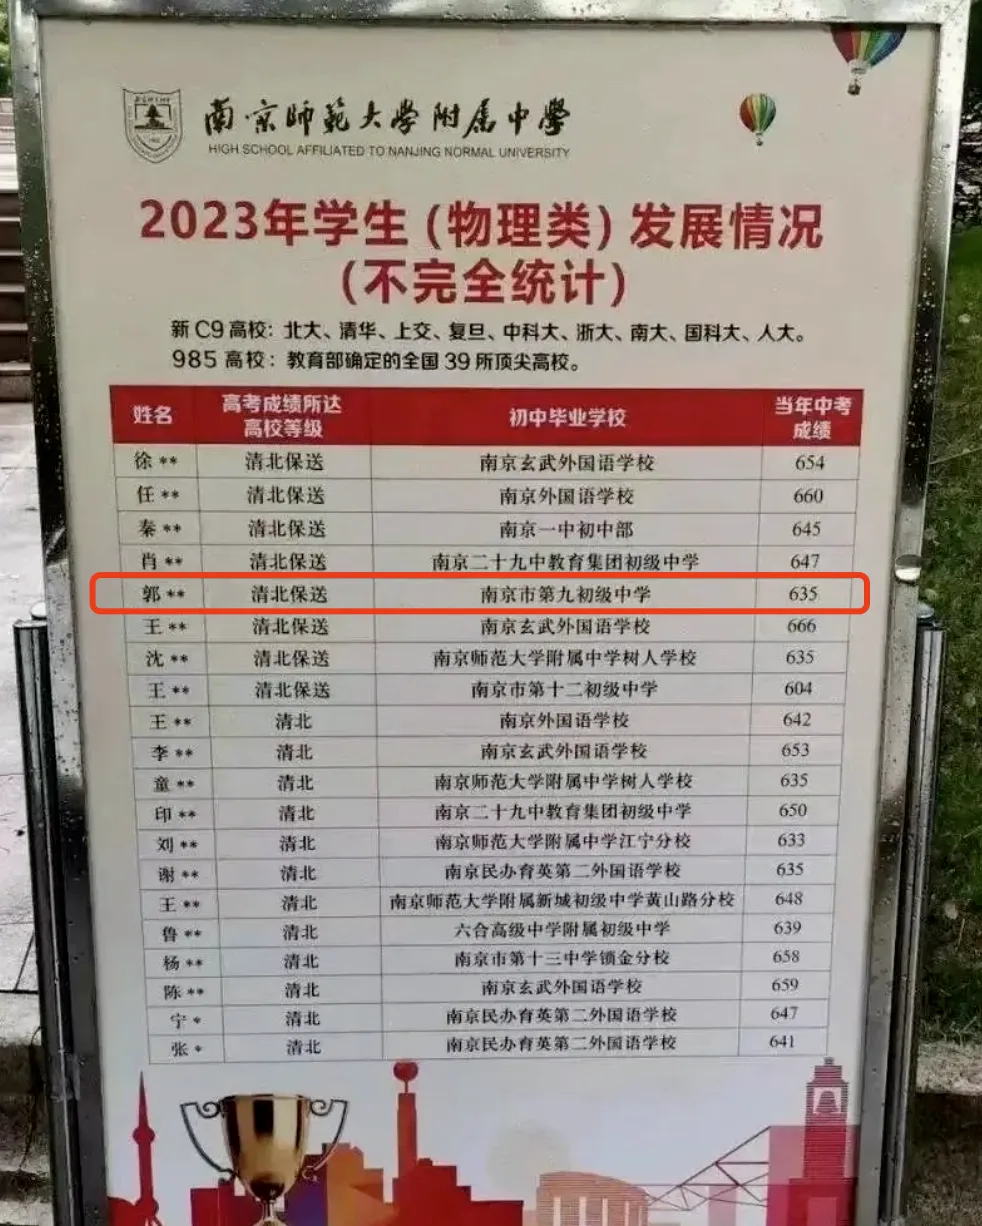 南京师范大学附属中学
HIGH SCHOOL AFFILIATED TO NANJING NORMAL UNIVERSITY
2023年学生（物理类）发展情况
（不完全统计）
新C9高校：北大、清华、上交、复旦、中科大、浙大、南大、国科大、人大。
985高校：教育部确定的全国39所顶尖高校。
姓名 高考成绩所达高校等级 初中毕业学校 当年中考成绩
徐** 清北保送 南京玄武外国语学校 654
任** 清北保送 南京外国语学校 660
秦** 清北保送 南京一中初中部 645
肖** 清北保送 南京二十九中教育集团初级中学 647
郭** 清北保送 南京市第九初级中学 635
王** 清北保送 南京玄武外国语学校 666
沈** 清北保送 南京师范大学附属中学树人学校 635
王** 清北保送 南京市第十二初级中学 604
王** 清北 南京外国语学校 642
李** 清北 南京玄武外国语学校 653
童** 清北 南京师范大学附属中学树人学校 635
印** 清北 南京二十九中教育集团初级中学 650
刘** 清北 南京师范大学附属中学江宁分校 633
谢** 清北 南京民办育英第二外国语学校 635
王** 清北 南京师范大学附属新城初级中学黄山路分校 648
鲁** 清北 六合高级中学附属初级中学 639
杨** 清北 南京市第十三中学锁金分校 658
陈** 清北 南京玄武外国语学校 659
宁* 清北 南京民办育英第二外国语学校 647
张* 清北 南京民办育英第二外国语学校 641